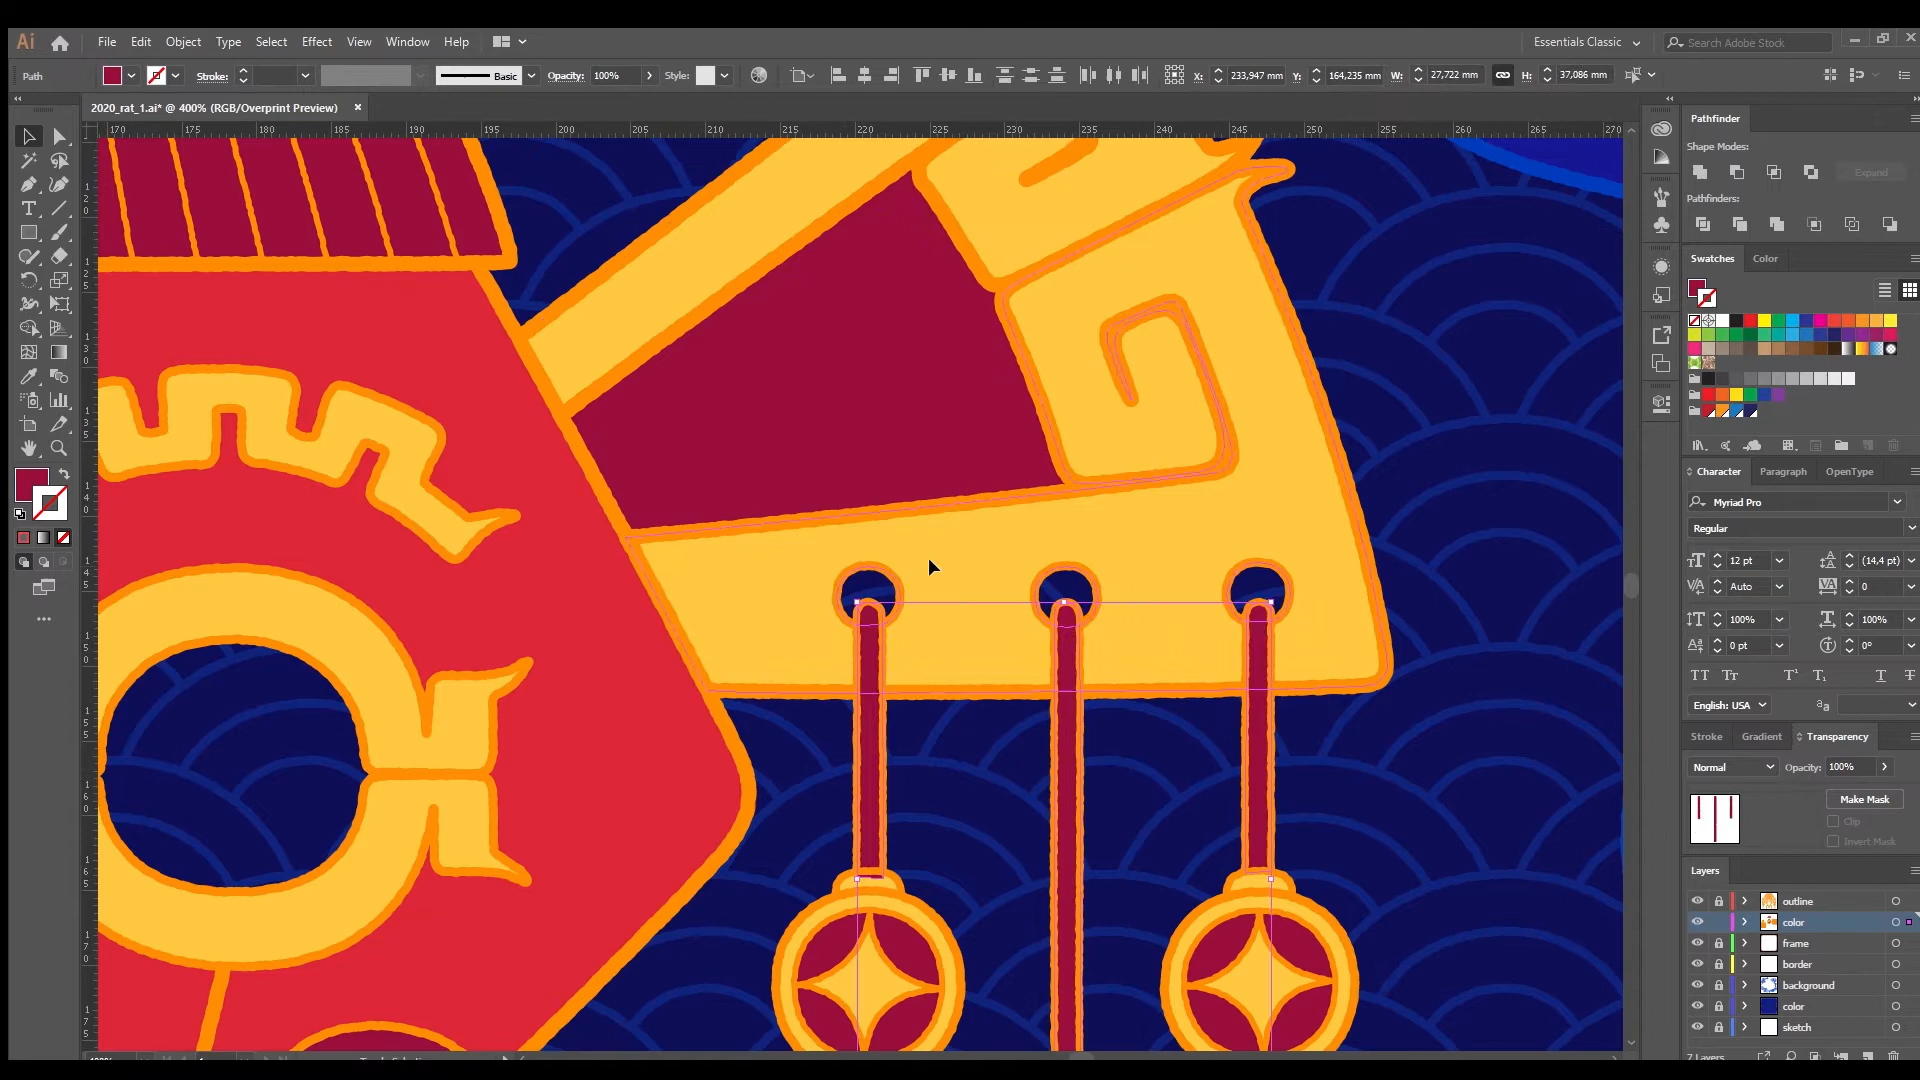 Ai File Edit Object Type Select Effect View Window Help Essentials Classic Search Adobe Stock
Path Stroke: Basic Opacity: 100% Style: X: 233,947 mm Y: 164,235 mm W: 27,722 mm H: 37,086 mm
2020_rat_1.ai* @ 400% (RGB/Overprint Preview)
170 175 180 185 190 195 200 205 210 215 220 225 230 235 240 245 250 255 260 265 270
Pathfinder
Shape Modes:
Expand
Pathfinders:
Swatches Color
Character Paragraph OpenType
Myriad Pro
Regular
12 pt (14,4 pt)
Auto 0
100% 100%
0 pt 0°
English: USA
Stroke Gradient Transparency
Normal Opacity: 100%
Make Mask
Clip
Invert Mask
Layers
outline
color
frame
border
background
color
sketch
7 Layers